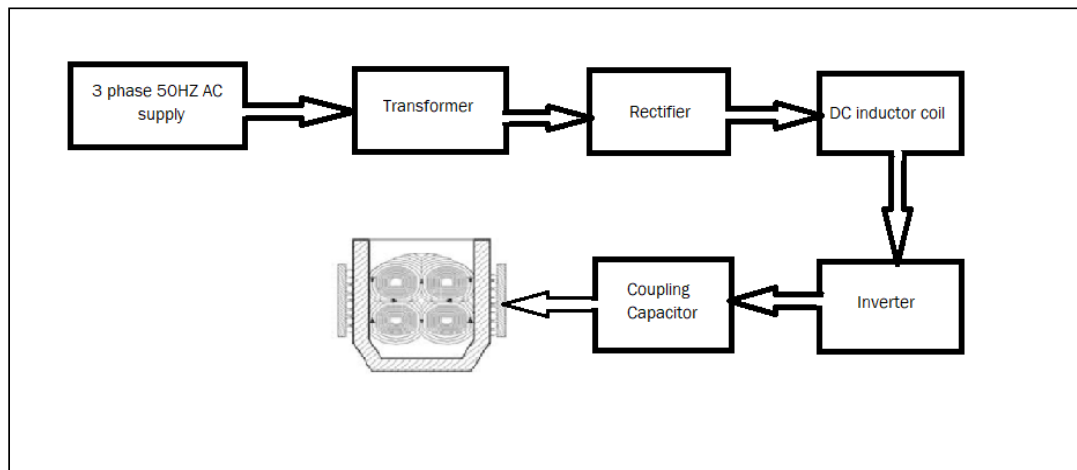 3 phase 50HZ AC
supply
Transformer
Rectifier
DC inductor coil
Inverter
Coupling
Capacitor